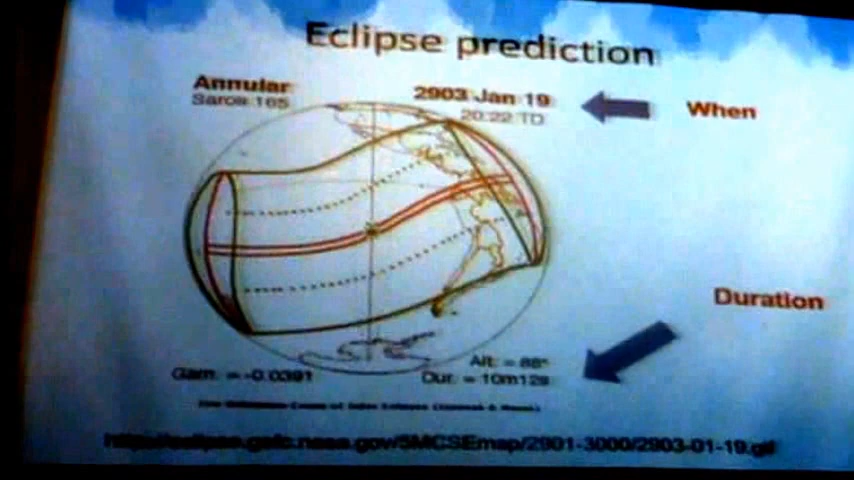 Eclipse prediction
Annular
Saros 165
2903 Jan 19
20:22 TD
When
Duration
Gam. = -0.0391
Alt. = 88°
Dur. = 10m12s
http://eclipse.gsfc.nasa.gov/5MCSEmap/2901-3000/2903-01-19.gif